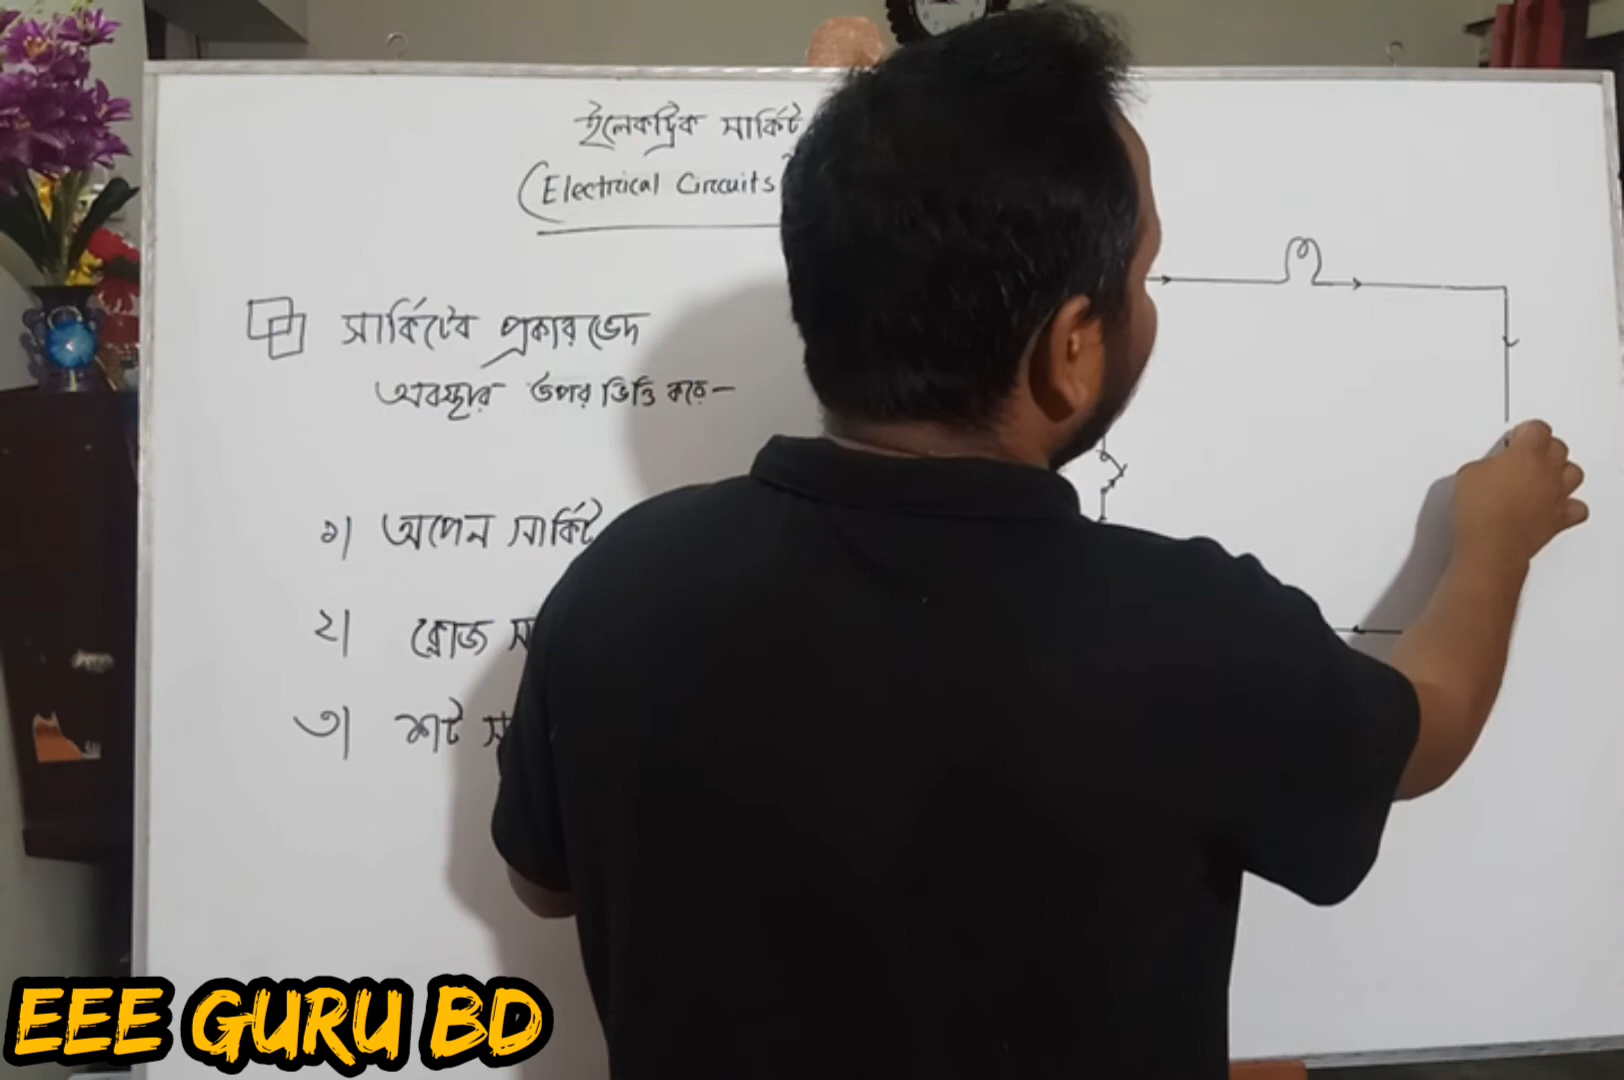 ইলেকট্রিক সার্কিট
(Electrical Circuits
সার্কিটের প্রকারভেদ
অবস্থার উপর ভিত্তি করে-
১। অপেন সার্কিট
২। ক্লোজ
৩। শর্ট
EEE GURU BD